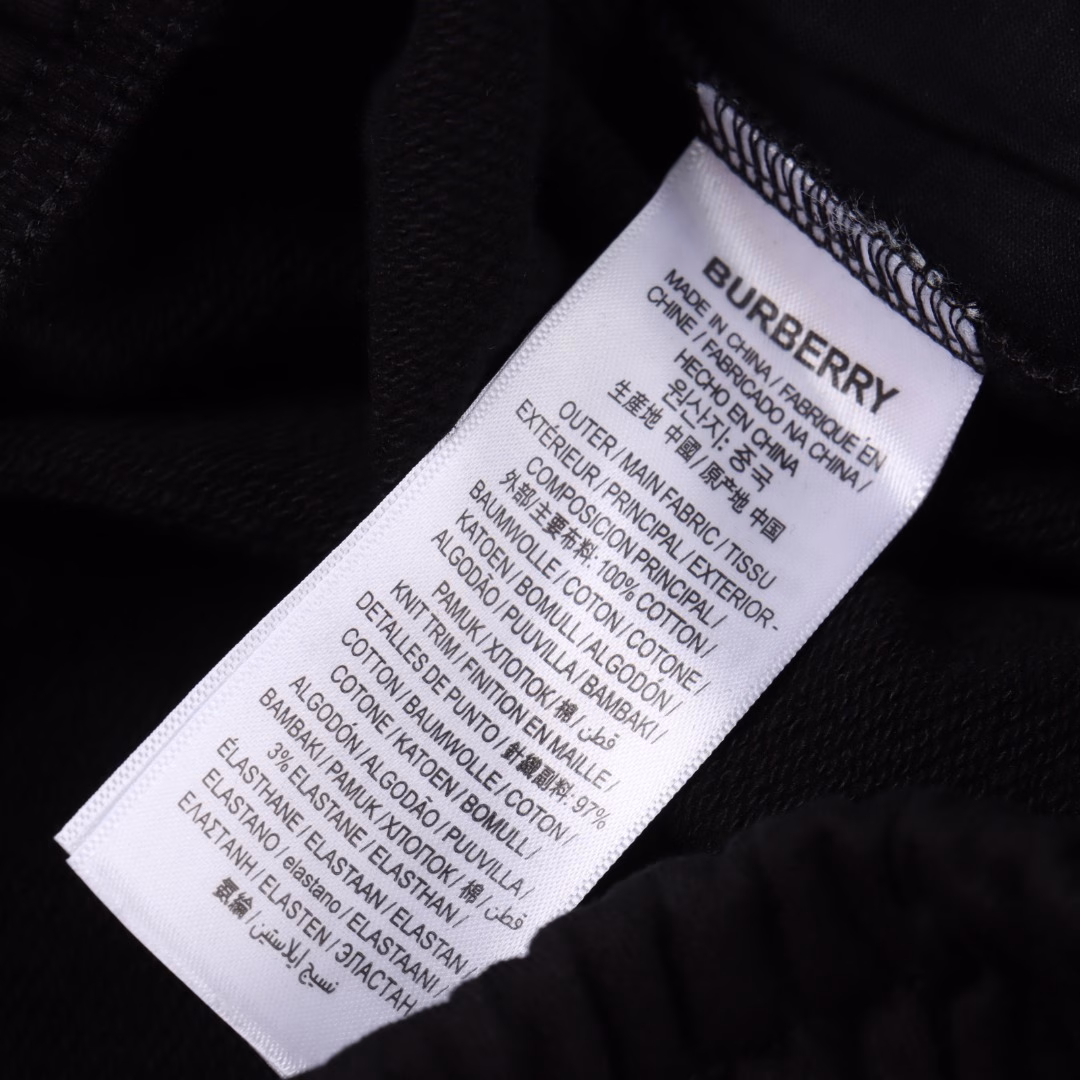 BURBERRY
MADE IN CHINA / FABRIQUÉ EN
CHINE / FABRICADO NA CHINA /
HECHO EN CHINA
원산지: 중국
生産地 中國 / 原产地 中国
OUTER / MAIN FABRIC / TISSU
EXTÉRIEUR / PRINCIPAL / EXTERIOR-
COMPOSICION PRINCIPAL /
外部/主要布料: 100% COTTON /
BAUMWOLLE / COTON / COTONE /
KATOEN / BOMULL / ALGODÓN /
ALGODÃO / PUUVILLA / BAMBAKI /
PAMUK / ХЛОПОК / 棉 / قطن
KNIT TRIM / FINITION EN MAILLE /
DETALLES DE PUNTO / 針織副料: 97%
COTTON / BAUMWOLLE / COTON /
COTONE / KATOEN / BOMULL /
ALGODÓN / ALGODÃO / PUUVILLA /
BAMBAKI / PAMUK / ХЛОПОК / 棉 / قطن
3% ELASTANE / ELASTHAN /
ÉLASTHANE / ELASTAAN / ELASTAN /
ELASTANO / elastano / ELASTAANI /
ΕΛΑΣΤΑΝΗ / ELASTEN / ЭЛАСТАН
氨綸 / نسيج إيلاستين